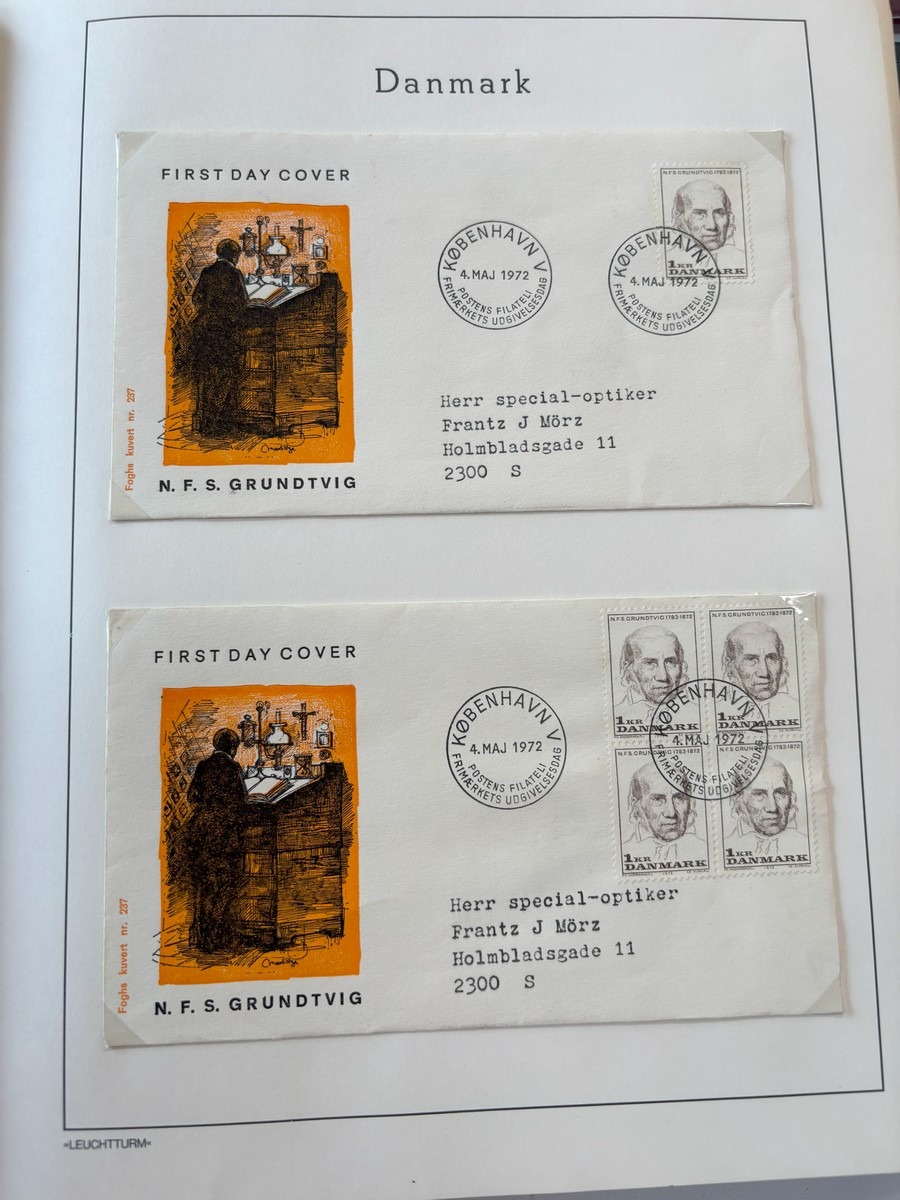 Danmark
FIRST DAY COVER
N.F.S GRUNDTVIG 1783-1872
1 KR
DANMARK
KØBENHAVN V
4. MAJ 1972
POSTENS FILATELI
FRIMÆRKETS UDGIVELSESDAG
KØBENHAVN V
4. MAJ 1972
POSTENS FILATELI
FRIMÆRKETS UDGIVELSESDAG
Herr special-optiker
Frantz J Mörz
Holmbladsgade 11
2300 S
Foghs kuvert nr. 237
N. F. S. GRUNDTVIG
FIRST DAY COVER
N.F.S GRUNDTVIG 1783-1872
1 KR
DANMARK
N.F.S GRUNDTVIG 1783-1872
1 KR
DANMARK
1783-1872
1 KR
DANMARK
N.F.S GRUNDTVIG 1783-1872
1 KR
DANMARK
KØBENHAVN V
4. MAJ 1972
POSTENS FILATELI
FRIMÆRKETS UDGIVELSESDAG
KØBENHAVN V
4. MAJ 1972
POSTENS FILATELI
FRIMÆRKETS UDGIVELSESDAG
Herr special-optiker
Frantz J Mörz
Holmbladsgade 11
2300 S
Foghs kuvert nr. 237
N. F. S. GRUNDTVIG
»LEUCHTTURM«